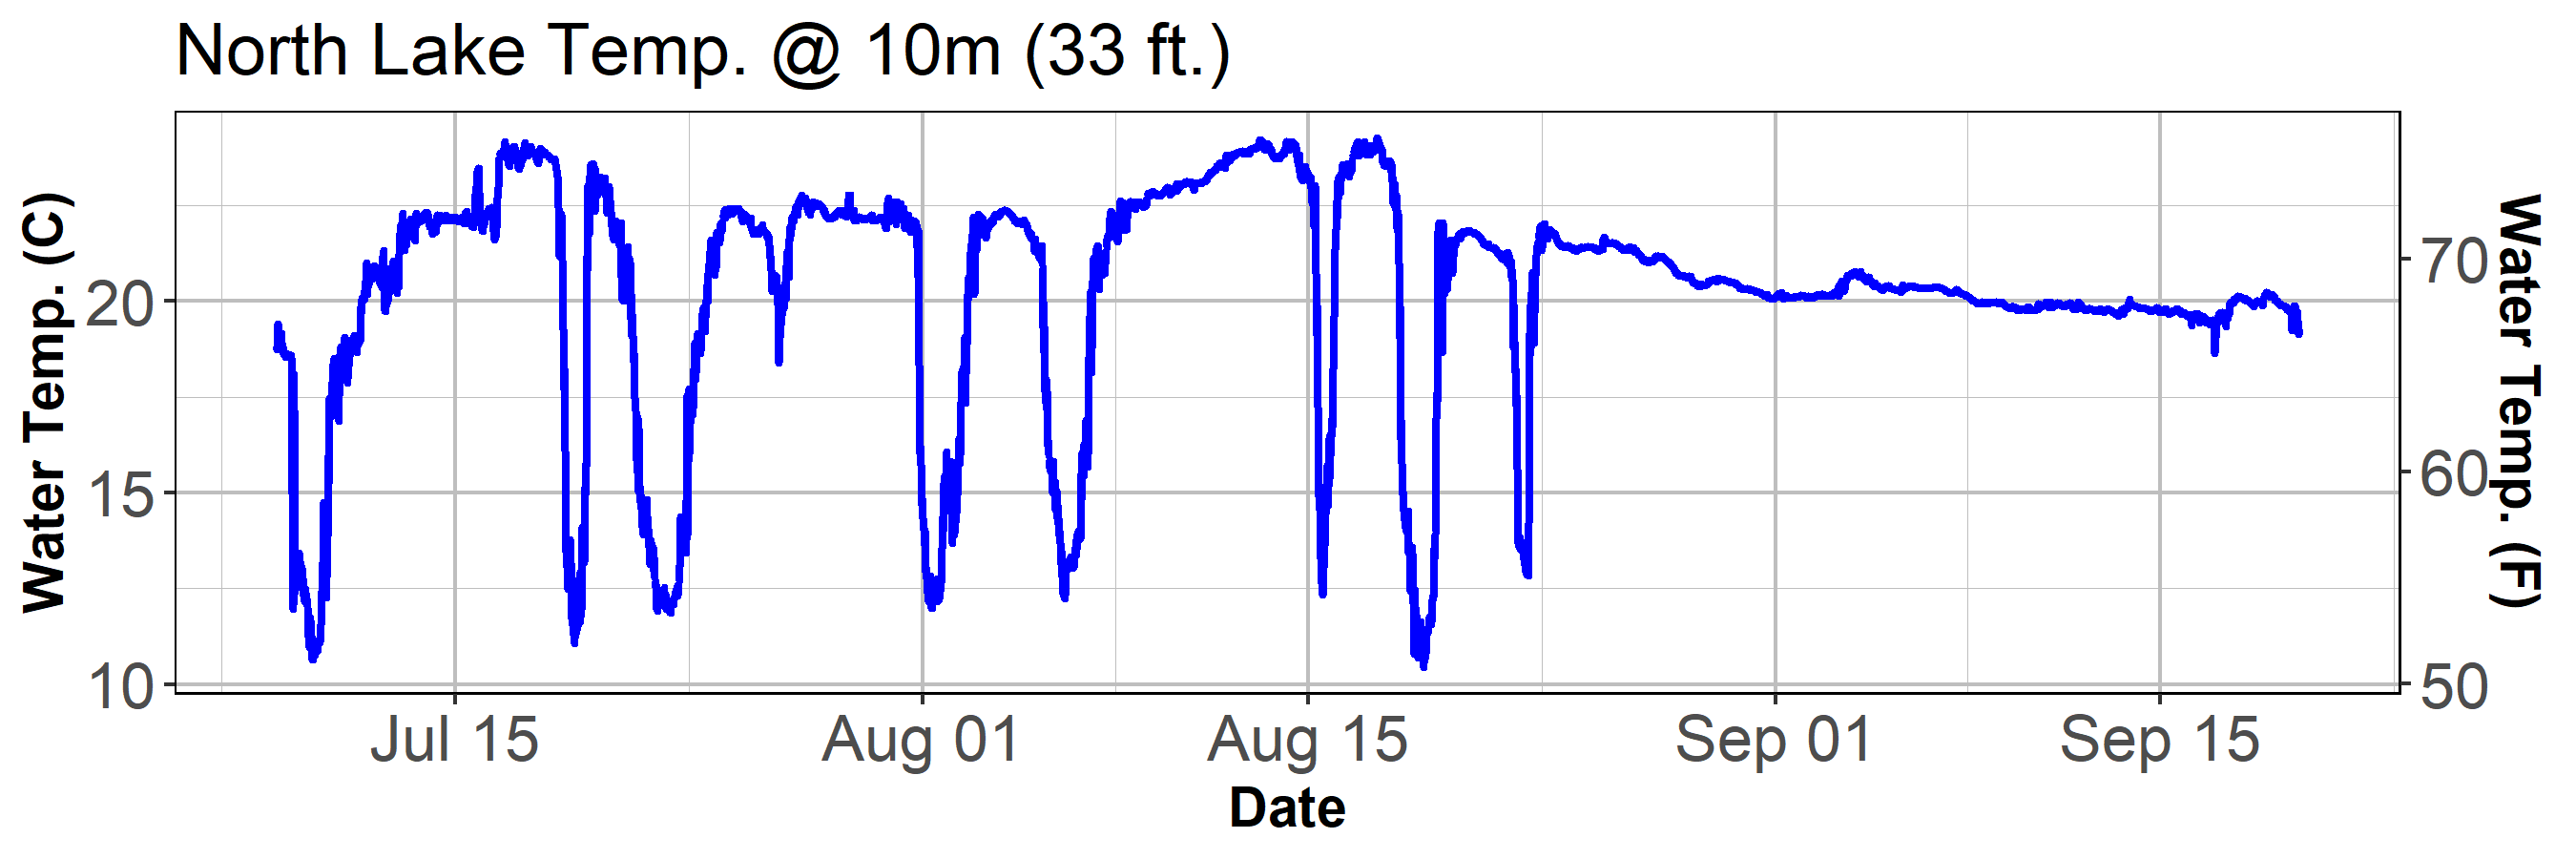 North Lake Temp. @ 10m (33 ft.)
Water Temp. (C)
20
15
10
70
60
50
Water Temp. (F)
Jul 15 Aug 01 Aug 15 Sep 01 Sep 15
Date